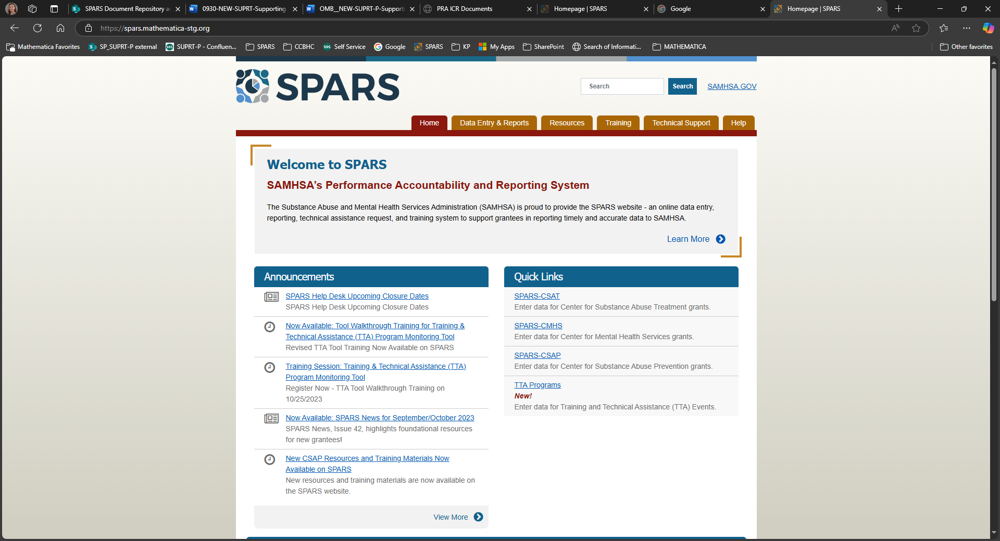 SPARS Document Repository a
0930-NEW-SUPRT-Supporting
OMB__NEW-SUPRT-P-Supporti
PRA ICR Documents
Homepage | SPARS
Google
Homepage | SPARS
https://spars.mathematica-stg.org
Mathematica Favorites
SP_SUPRT-P external
SUPRT-P - Confluen...
SPARS
CCBHC
Self Service
Google
SPARS
KP
My Apps
SharePoint
Search of Informati...
MATHEMATICA
Other favorites
SPARS
Search
Search
SAMHSA.GOV
Home
Data Entry & Reports
Resources
Training
Technical Support
Help
Welcome to SPARS
SAMHSA’s Performance Accountability and Reporting System
The Substance Abuse and Mental Health Services Administration (SAMHSA) is proud to provide the SPARS website - an online data entry,
reporting, technical assistance request, and training system to support grantees in reporting timely and accurate data to SAMHSA.
Learn More
Announcements
SPARS Help Desk Upcoming Closure Dates
SPARS Help Desk Upcoming Closure Dates
Now Available: Tool Walkthrough Training for Training &
Technical Assistance (TTA) Program Monitoring Tool
Revised TTA Tool Training Now Available on SPARS
Training Session: Training & Technical Assistance (TTA)
Program Monitoring Tool
Register Now - TTA Tool Walkthrough Training on
10/25/2023
Now Available: SPARS News for September/October 2023
SPARS News, Issue 42, highlights foundational resources
for new grantees!
New CSAP Resources and Training Materials Now
Available on SPARS
New resources and training materials are now available on
the SPARS website.
View More
Quick Links
SPARS-CSAT
Enter data for Center for Substance Abuse Treatment grants.
SPARS-CMHS
Enter data for Center for Mental Health Services grants.
SPARS-CSAP
Enter data for Center for Substance Abuse Prevention grants.
TTA Programs
New!
Enter data for Training and Technical Assistance (TTA) Events.